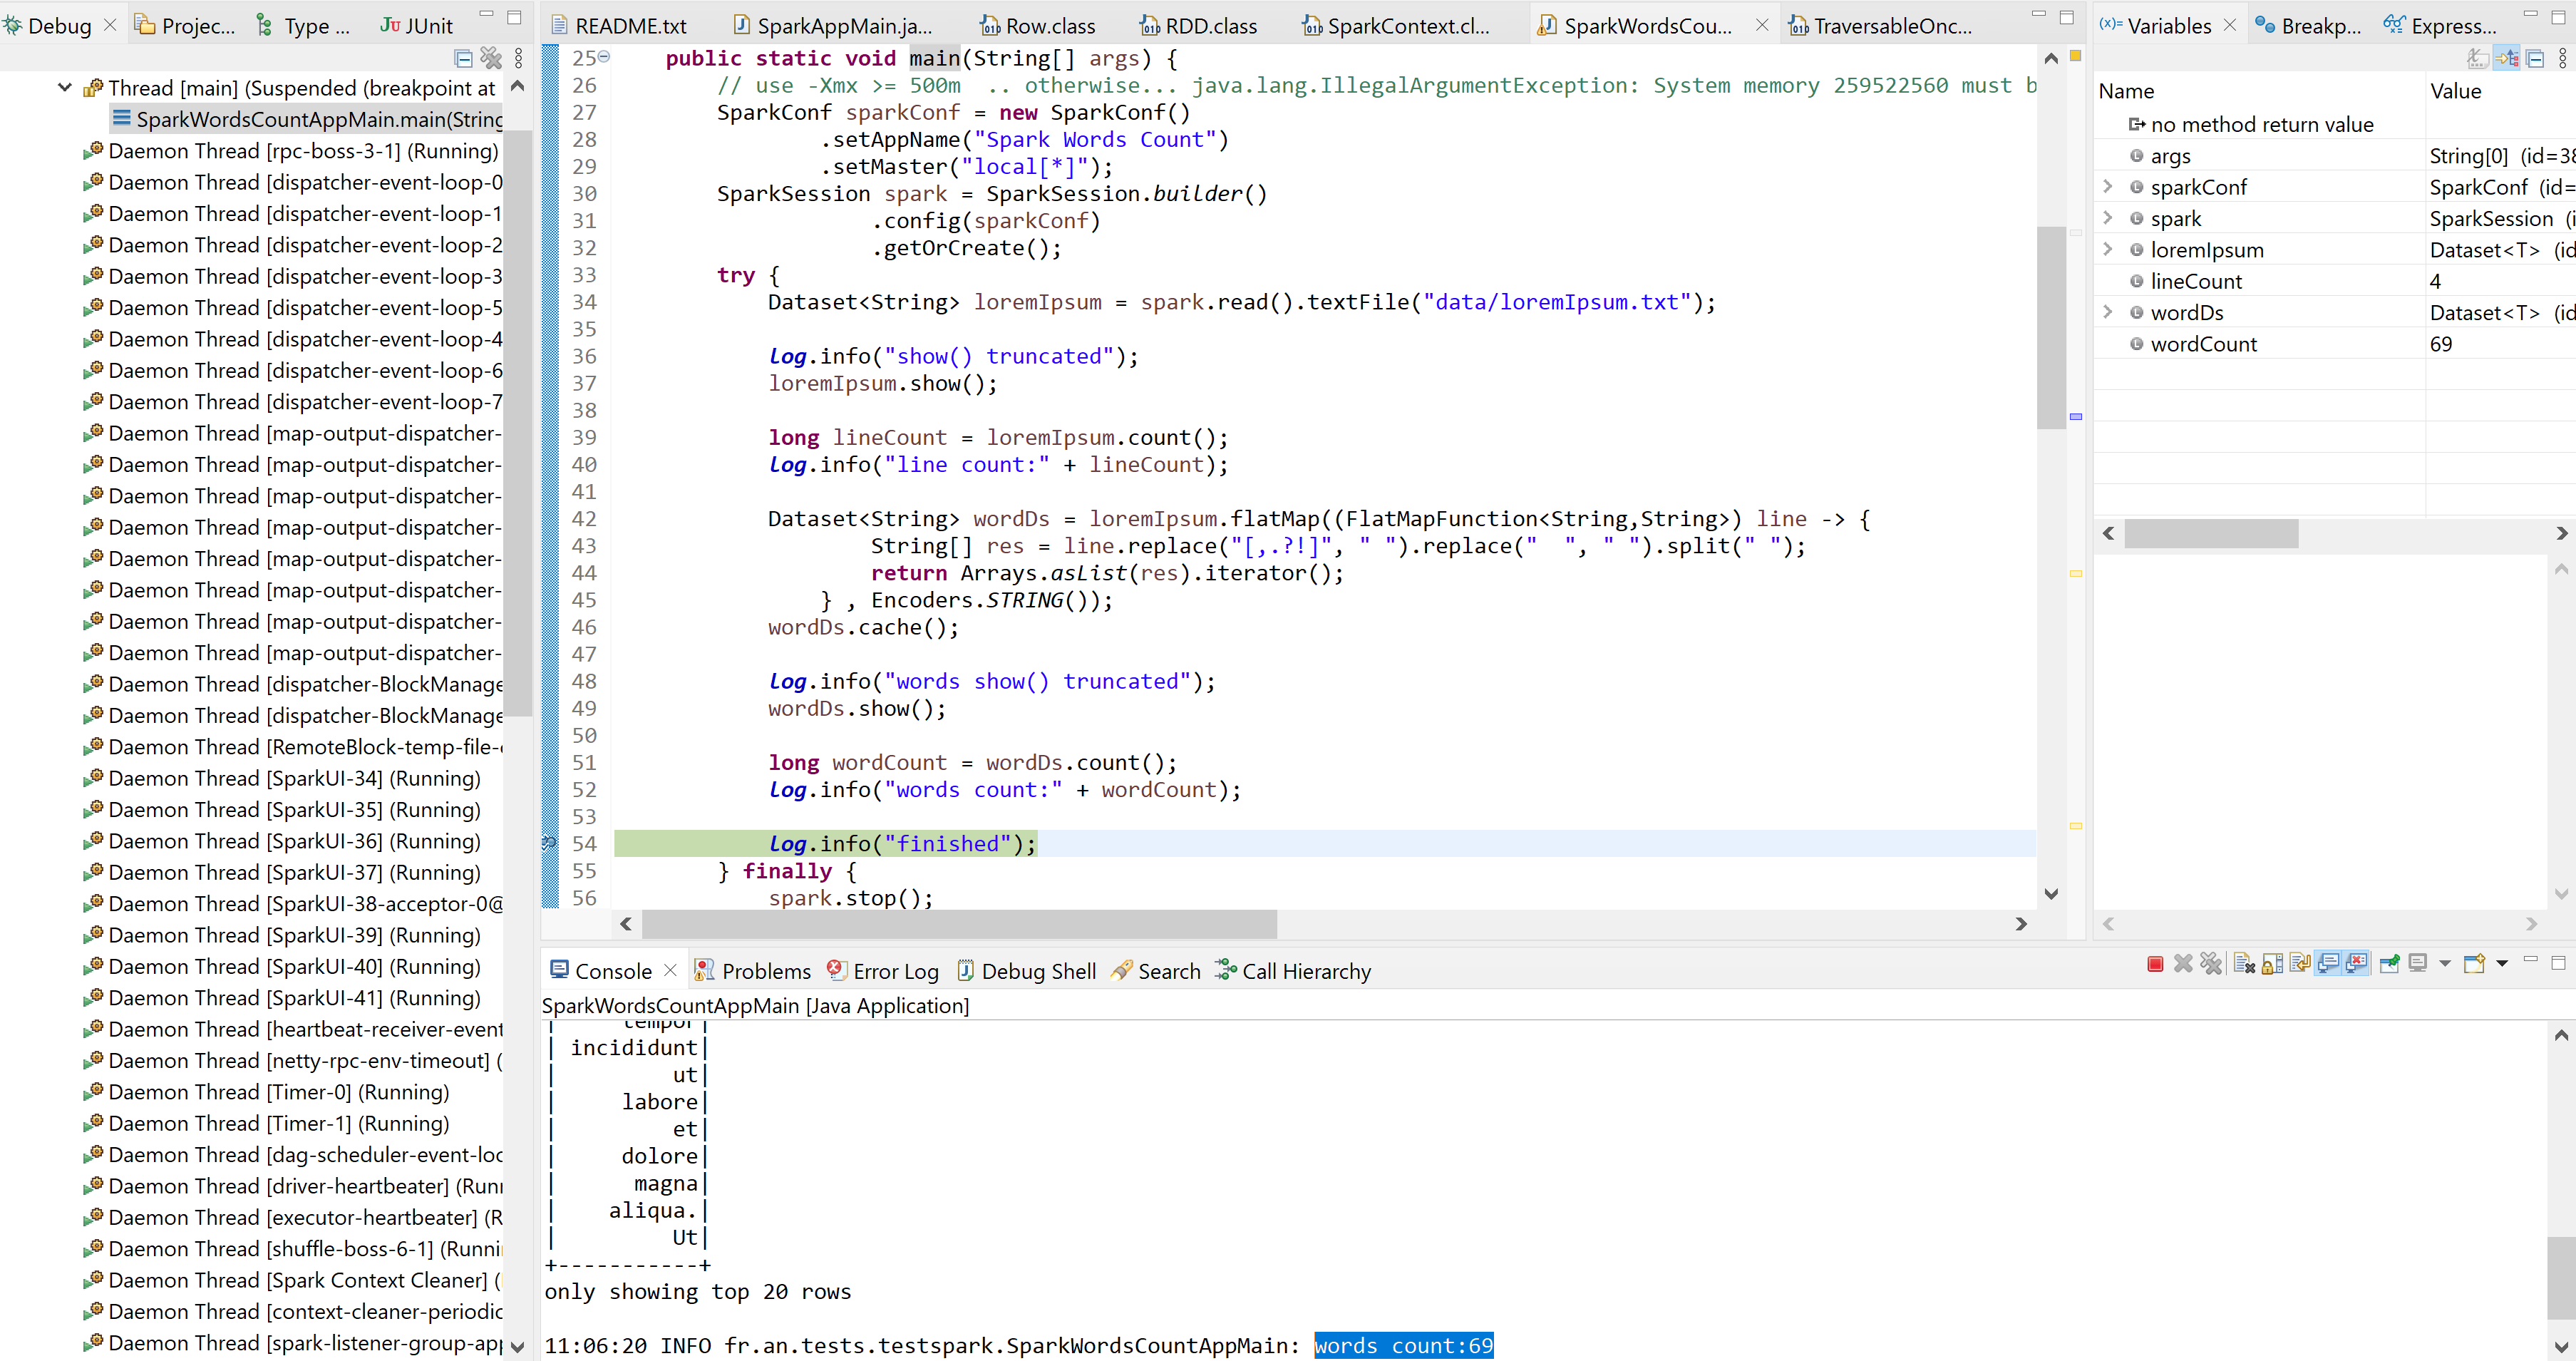 Debug
Projec...
Type ...
JUnit
Thread [main] (Suspended (breakpoint at
SparkWordsCountAppMain.main(String
Daemon Thread [rpc-boss-3-1] (Running)
Daemon Thread [dispatcher-event-loop-0
Daemon Thread [dispatcher-event-loop-1
Daemon Thread [dispatcher-event-loop-2
Daemon Thread [dispatcher-event-loop-3
Daemon Thread [dispatcher-event-loop-5
Daemon Thread [dispatcher-event-loop-4
Daemon Thread [dispatcher-event-loop-6
Daemon Thread [dispatcher-event-loop-7
Daemon Thread [map-output-dispatcher-
Daemon Thread [map-output-dispatcher-
Daemon Thread [map-output-dispatcher-
Daemon Thread [map-output-dispatcher-
Daemon Thread [map-output-dispatcher-
Daemon Thread [map-output-dispatcher-
Daemon Thread [map-output-dispatcher-
Daemon Thread [map-output-dispatcher-
Daemon Thread [dispatcher-BlockManage
Daemon Thread [dispatcher-BlockManage
Daemon Thread [RemoteBlock-temp-file-
Daemon Thread [SparkUI-34] (Running)
Daemon Thread [SparkUI-35] (Running)
Daemon Thread [SparkUI-36] (Running)
Daemon Thread [SparkUI-37] (Running)
Daemon Thread [SparkUI-38-acceptor-0@
Daemon Thread [SparkUI-39] (Running)
Daemon Thread [SparkUI-40] (Running)
Daemon Thread [SparkUI-41] (Running)
Daemon Thread [heartbeat-receiver-event
Daemon Thread [netty-rpc-env-timeout] (
Daemon Thread [Timer-0] (Running)
Daemon Thread [Timer-1] (Running)
Daemon Thread [dag-scheduler-event-loo
Daemon Thread [driver-heartbeater] (Runn
Daemon Thread [executor-heartbeater] (R
Daemon Thread [shuffle-boss-6-1] (Runni
Daemon Thread [Spark Context Cleaner] (
Daemon Thread [context-cleaner-periodic
Daemon Thread [spark-listener-group-app
README.txt
SparkAppMain.ja...
Row.class
RDD.class
SparkContext.cl...
SparkWordsCou...
TraversableOnc...
25 public static void main(String[] args) {
26 // use -Xmx >= 500m  .. otherwise... java.lang.IllegalArgumentException: System memory 259522560 must b
27 SparkConf sparkConf = new SparkConf()
28 .setAppName("Spark Words Count")
29 .setMaster("local[*]");
30 SparkSession spark = SparkSession.builder()
31 .config(sparkConf)
32 .getOrCreate();
33 try {
34 Dataset<String> loremIpsum = spark.read().textFile("data/loremIpsum.txt");
35
36 log.info("show() truncated");
37 loremIpsum.show();
38
39 long lineCount = loremIpsum.count();
40 log.info("line count:" + lineCount);
41
42 Dataset<String> wordDs = loremIpsum.flatMap((FlatMapFunction<String,String>) line -> {
43 String[] res = line.replace("[,.?!]", " ").replace("  ", " ").split(" ");
44 return Arrays.asList(res).iterator();
45 } , Encoders.STRING());
46 wordDs.cache();
47
48 log.info("words show() truncated");
49 wordDs.show();
50
51 long wordCount = wordDs.count();
52 log.info("words count:" + wordCount);
53
54 log.info("finished");
55 } finally {
56 spark.stop();
(x)= Variables
Breakp...
Express...
Name Value
no method return value
args String[0] (id=38
sparkConf SparkConf (id=
spark SparkSession (i
loremIpsum Dataset<T> (id
lineCount 4
wordDs Dataset<T> (id
wordCount 69
Console
Problems
Error Log
Debug Shell
Search
Call Hierarchy
SparkWordsCountAppMain [Java Application]
| tempor|
| incididunt|
| ut|
| labore|
| et|
| dolore|
| magna|
| aliqua.|
| Ut|
+-----------+
only showing top 20 rows
11:06:20 INFO fr.an.tests.testspark.SparkWordsCountAppMain: words count:69